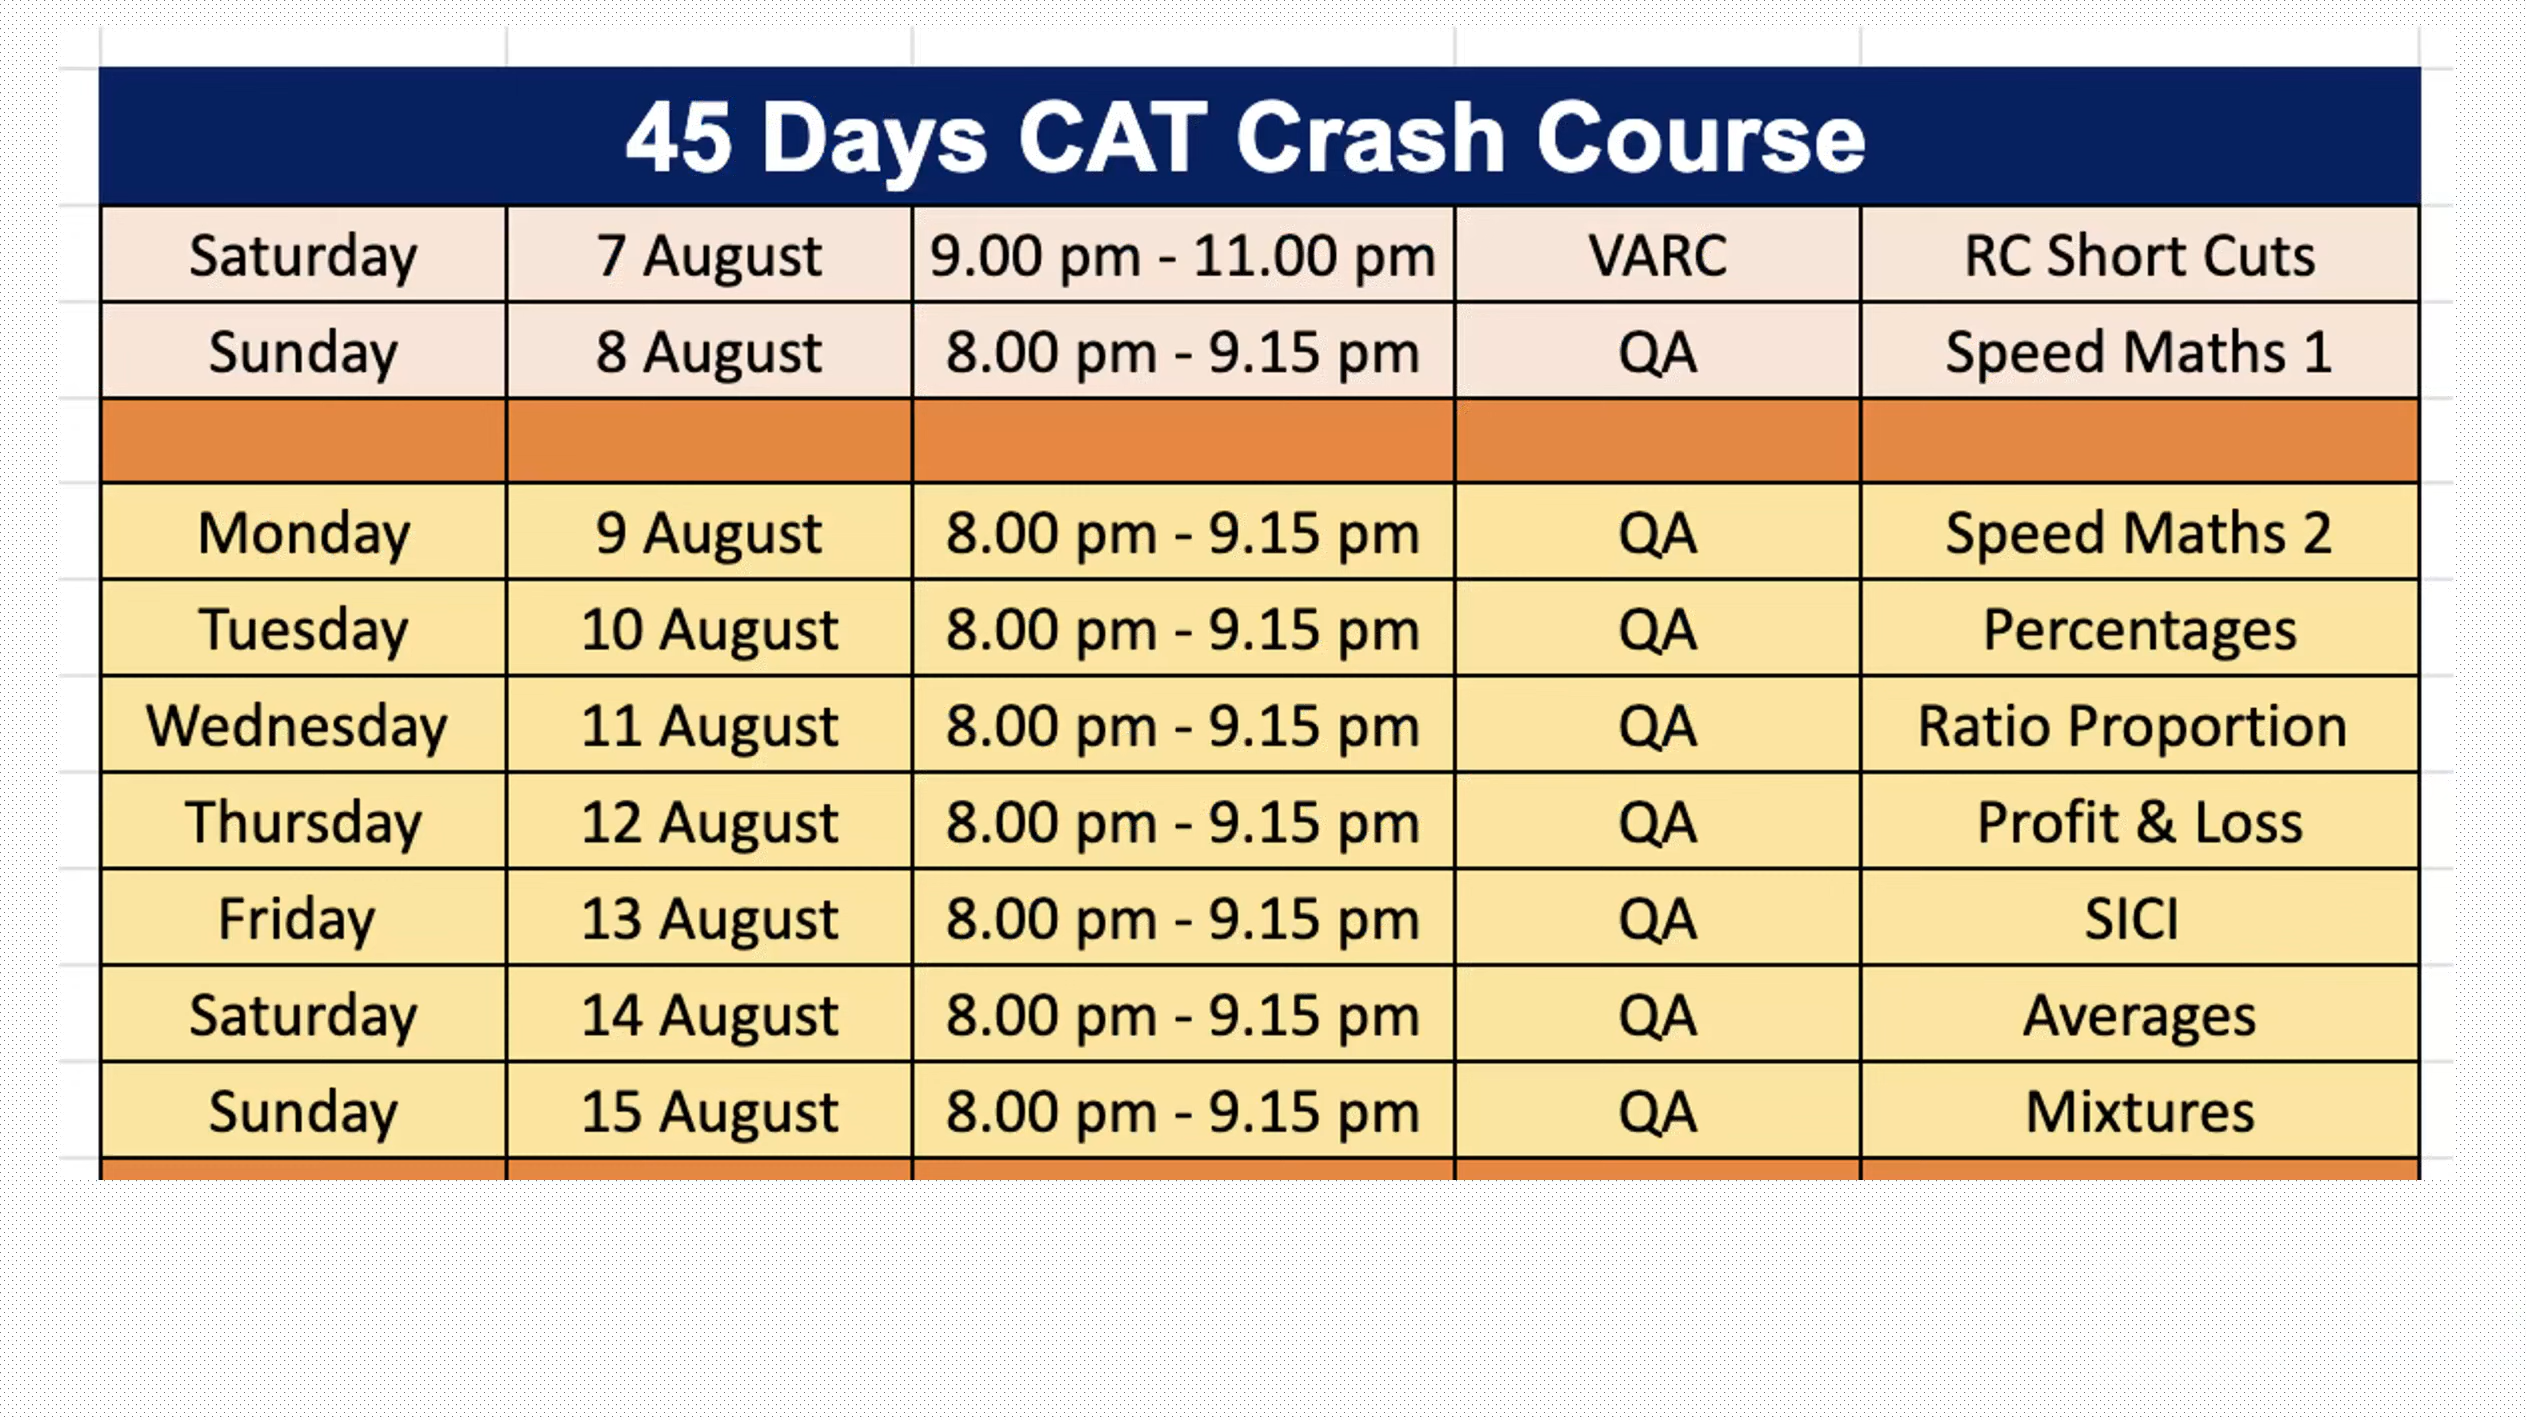 45 Days CAT Crash Course
Saturday 7 August 9.00 pm - 11.00 pm VARC RC Short Cuts
Sunday 8 August 8.00 pm - 9.15 pm QA Speed Maths 1
Monday 9 August 8.00 pm - 9.15 pm QA Speed Maths 2
Tuesday 10 August 8.00 pm - 9.15 pm QA Percentages
Wednesday 11 August 8.00 pm - 9.15 pm QA Ratio Proportion
Thursday 12 August 8.00 pm - 9.15 pm QA Profit & Loss
Friday 13 August 8.00 pm - 9.15 pm QA SICI
Saturday 14 August 8.00 pm - 9.15 pm QA Averages
Sunday 15 August 8.00 pm - 9.15 pm QA Mixtures